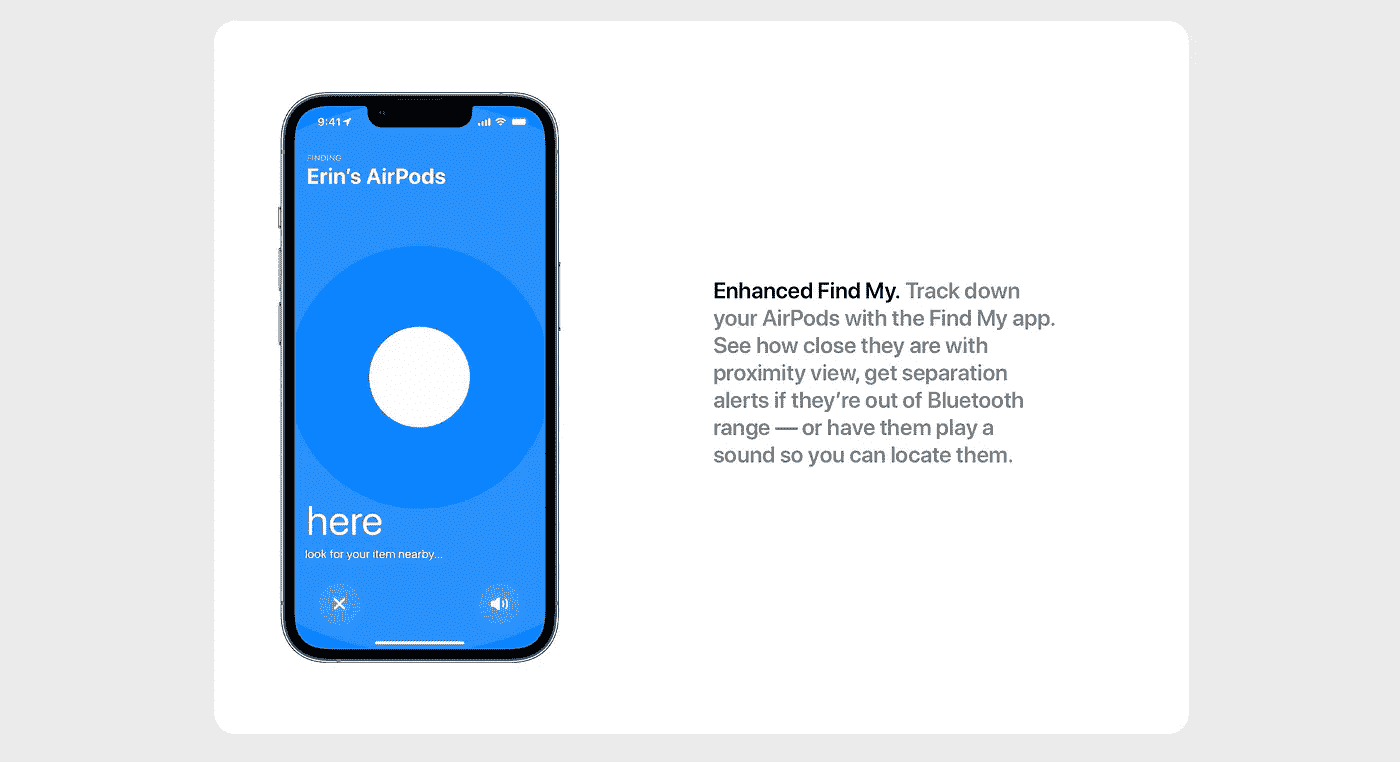 9:41
FINDING
Erin's AirPods
here
look for your item nearby...
Enhanced Find My. Track down
your AirPods with the Find My app.
See how close they are with
proximity view, get separation
alerts if they're out of Bluetooth
range — or have them play a
sound so you can locate them.